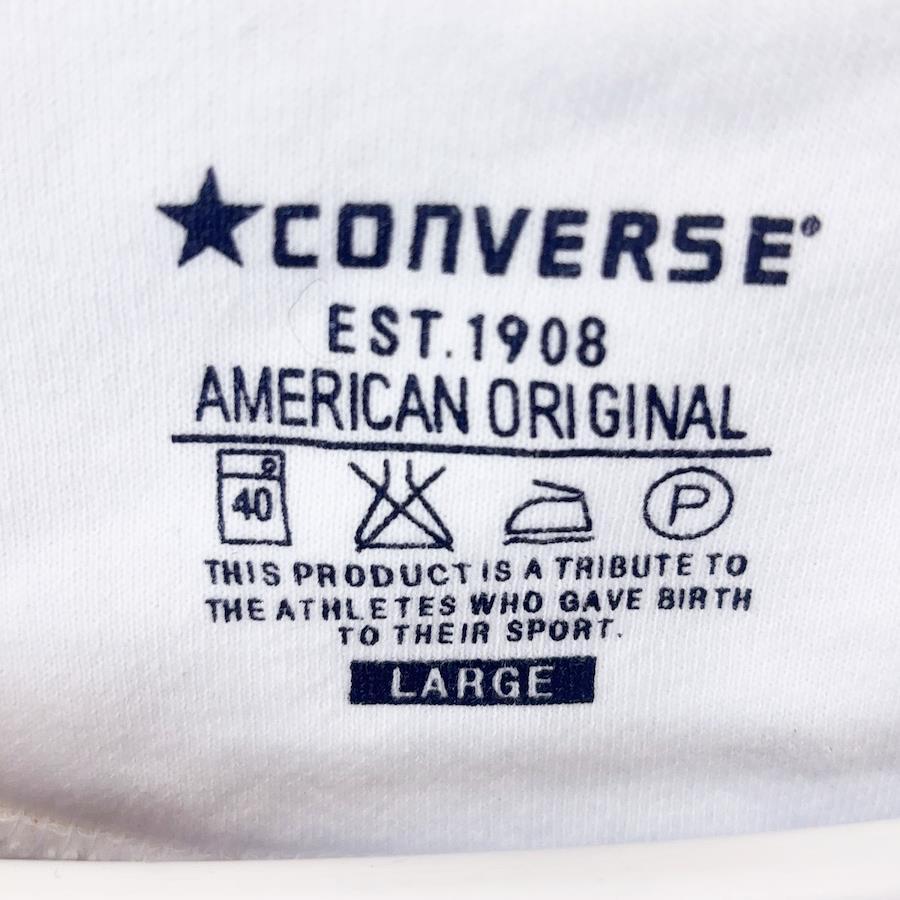 ★CONVERSE®
EST.1908
AMERICAN ORIGINAL
40 P
THIS PRODUCT IS A TRIBUTE TO
THE ATHLETES WHO GAVE BIRTH
TO THEIR SPORT.
LARGE